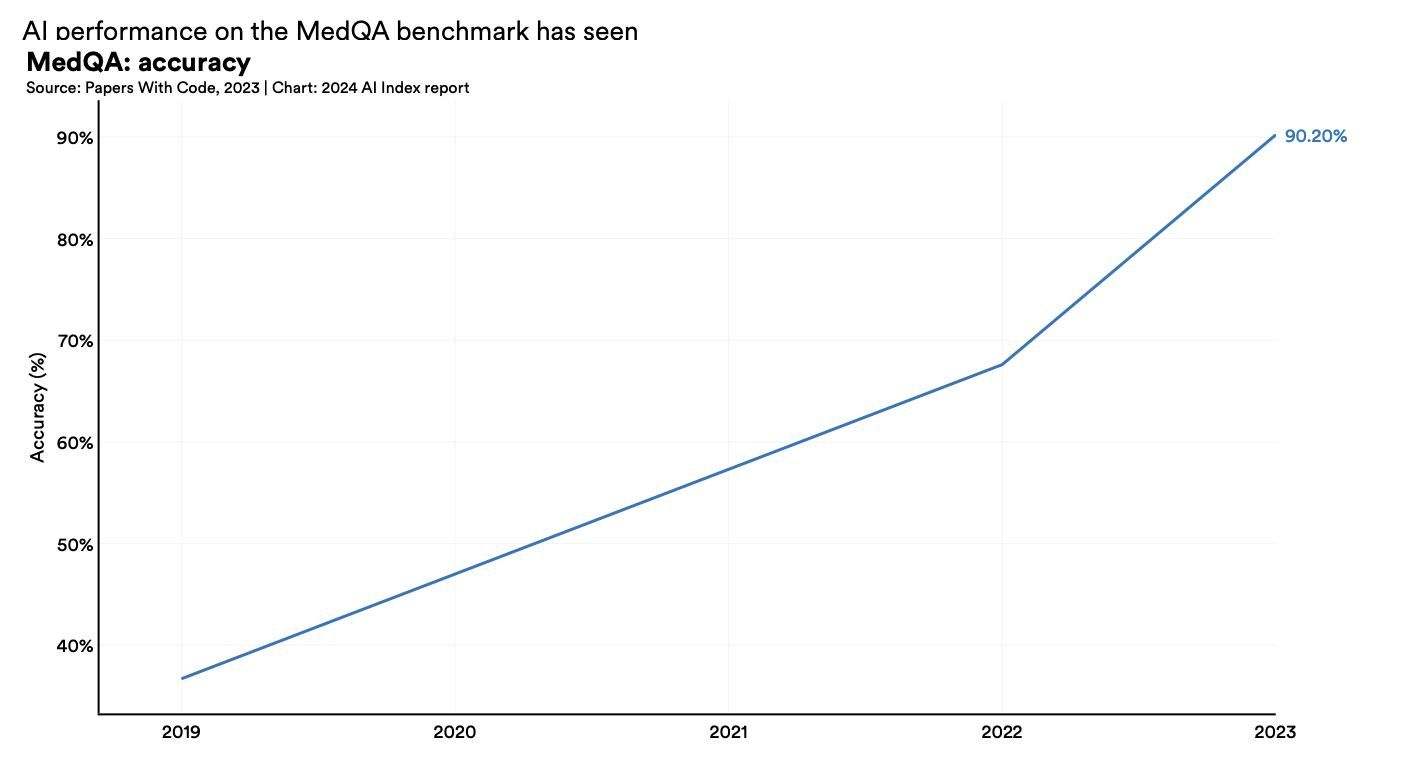 AI performance on the MedQA benchmark has seen
MedQA: accuracy
Source: Papers With Code, 2023 | Chart: 2024 AI Index report
90%
90.20%
80%
70%
60%
50%
40%
Accuracy (%)
2019 2020 2021 2022 2023